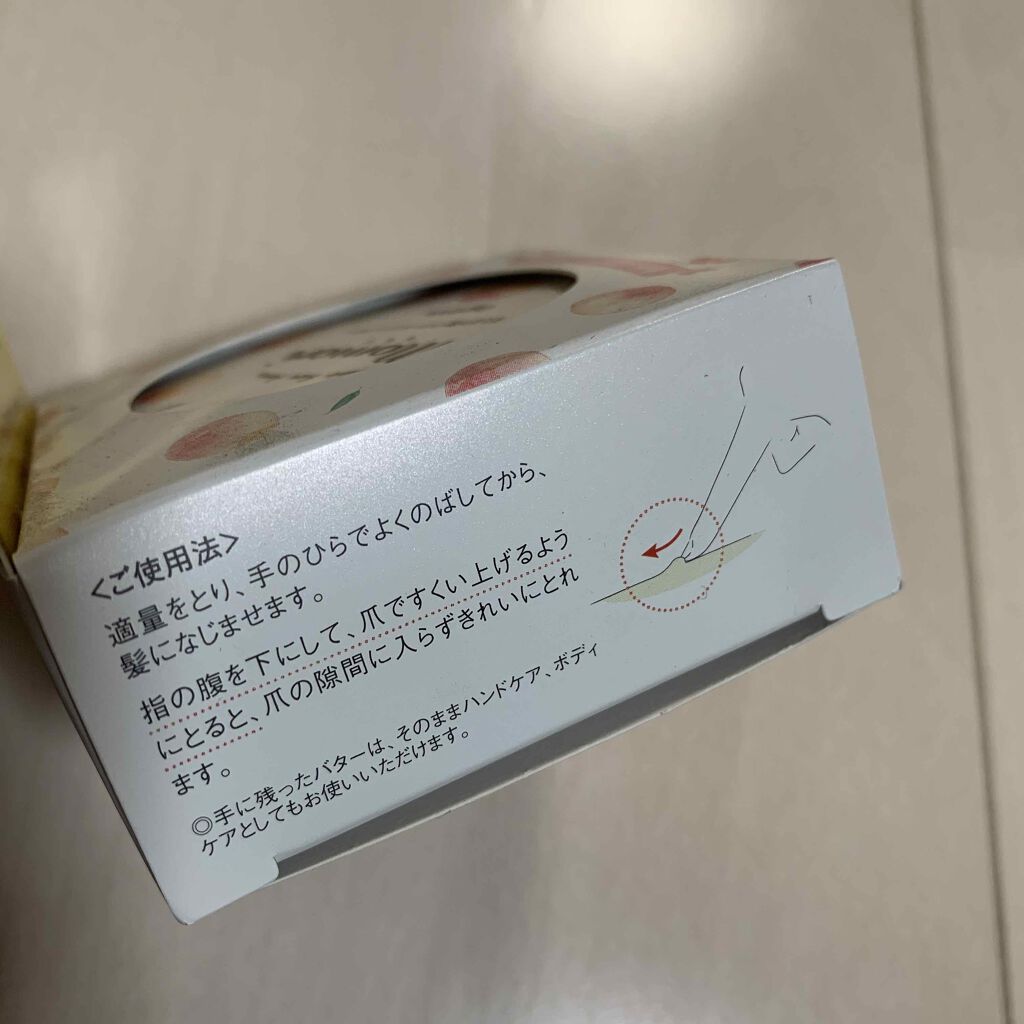 <ご使用法>
適量をとり、手のひらでよくのばしてから、
髪になじませます。
指の腹を下にして、爪ですくい上げるよう
にとると、爪の隙間に入らずきれいにとれ
ます。
◎手に残ったバターは、そのままハンドケア、ボディ
ケアとしてもお使いいただけます。